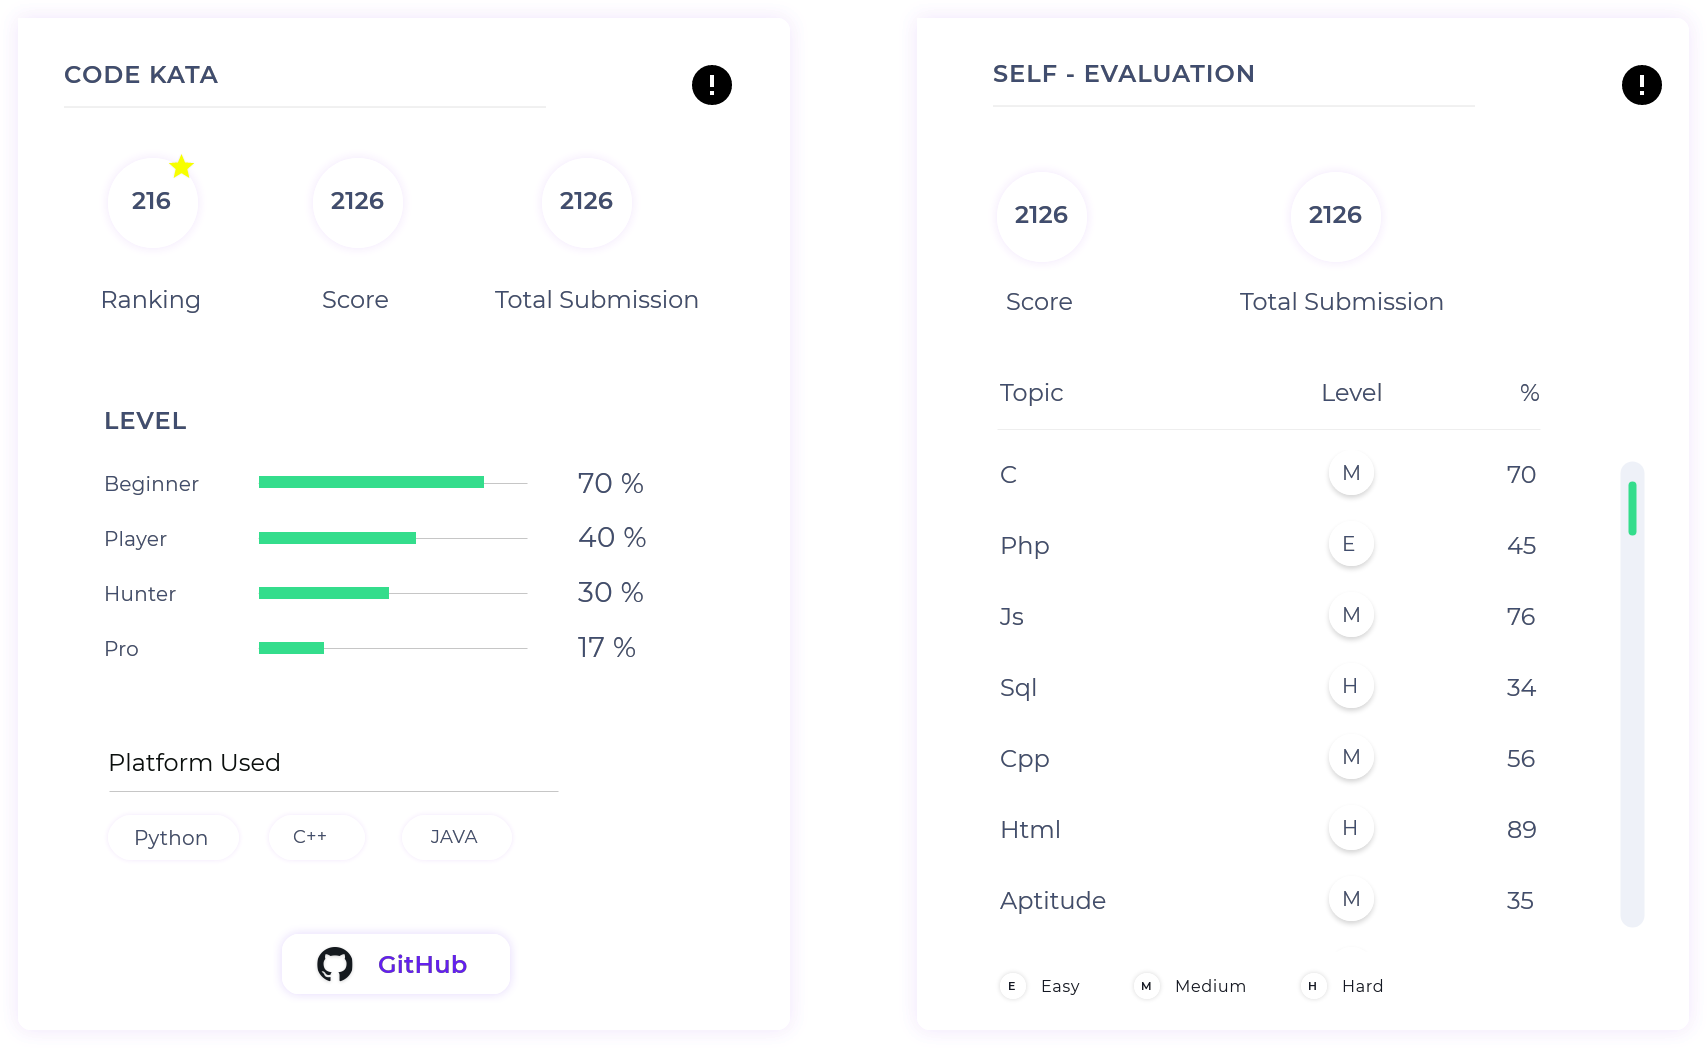 CODE KATA
216
2126
2126
Ranking
Score
Total Submission
LEVEL
Beginner 70 %
Player 40 %
Hunter 30 %
Pro 17 %
Platform Used
Python C++ JAVA
GitHub
SELF - EVALUATION
2126
2126
Score
Total Submission
Topic Level %
C M 70
Php E 45
Js M 76
Sql H 34
Cpp M 56
Html H 89
Aptitude M 35
E Easy M Medium H Hard